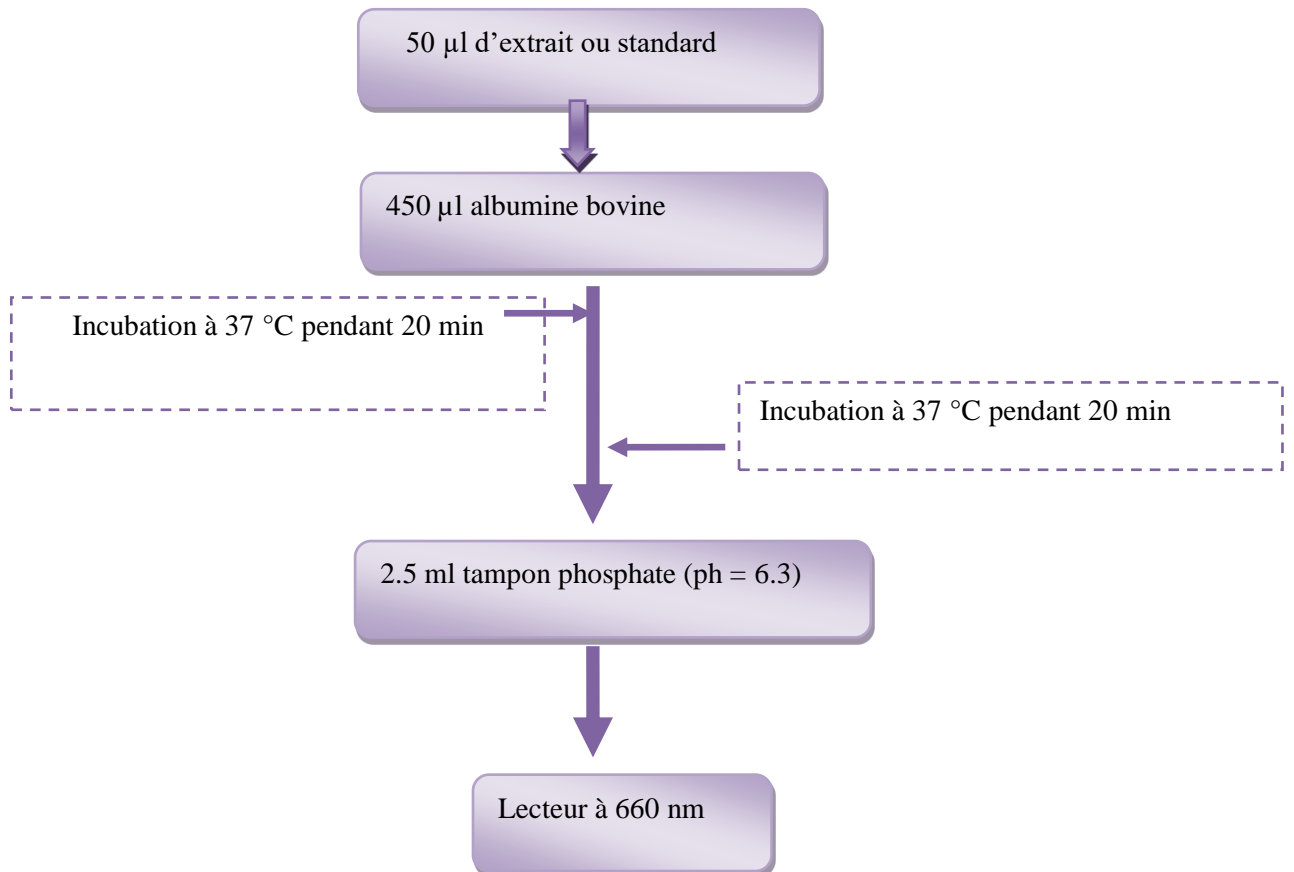 50 µl d’extrait ou standard
450 µl albumine bovine
Incubation à 37 °C pendant 20 min
Incubation à 37 °C pendant 20 min
2.5 ml tampon phosphate (ph = 6.3)
Lecteur à 660 nm